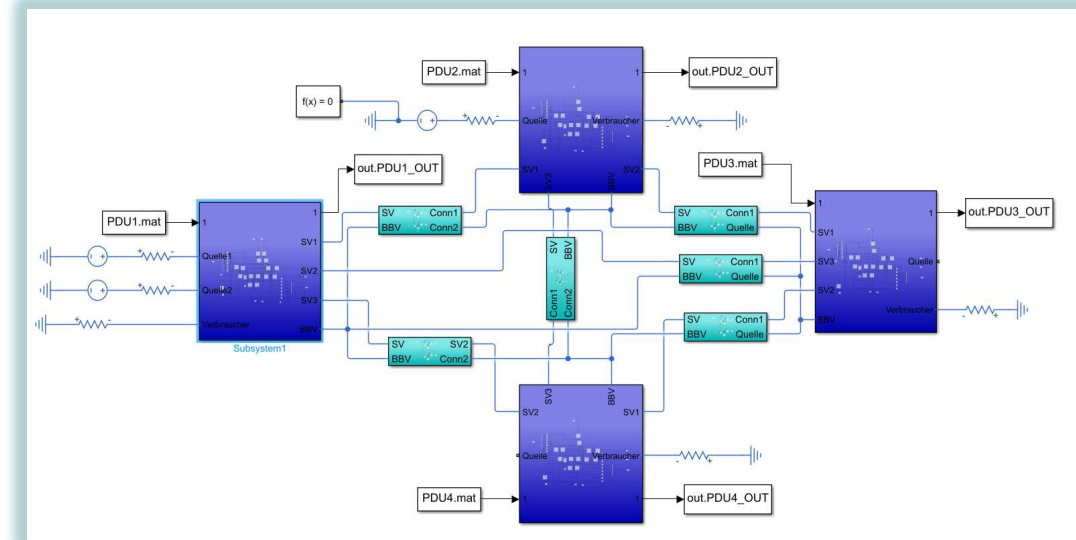 PDU2.mat
1
1
out.PDU2_OUT
f(x) = 0
Quelle
Verbraucher
SV1
SV3
BBV
SV2
out.PDU1_OUT
PDU3.mat
PDU1.mat
1
1
SV Conn1
BBV Conn2
SV Conn1
BBV Quelle
1
1
out.PDU3_OUT
SV1
SV1
Quelle1
SV2
SV BBV
Conn1 Conn2
SV Conn1
BBV Quelle
SV3
Quelle
Quelle2
SV3
SV2
Verbraucher
BBV
Subsystem1
SV SV2
BBV Conn2
SV Conn1
BBV Quelle
Verbraucher
BBV
SV3
BBV
SV2
SV1
Quelle
Verbraucher
PDU4.mat
1
1
out.PDU4_OUT